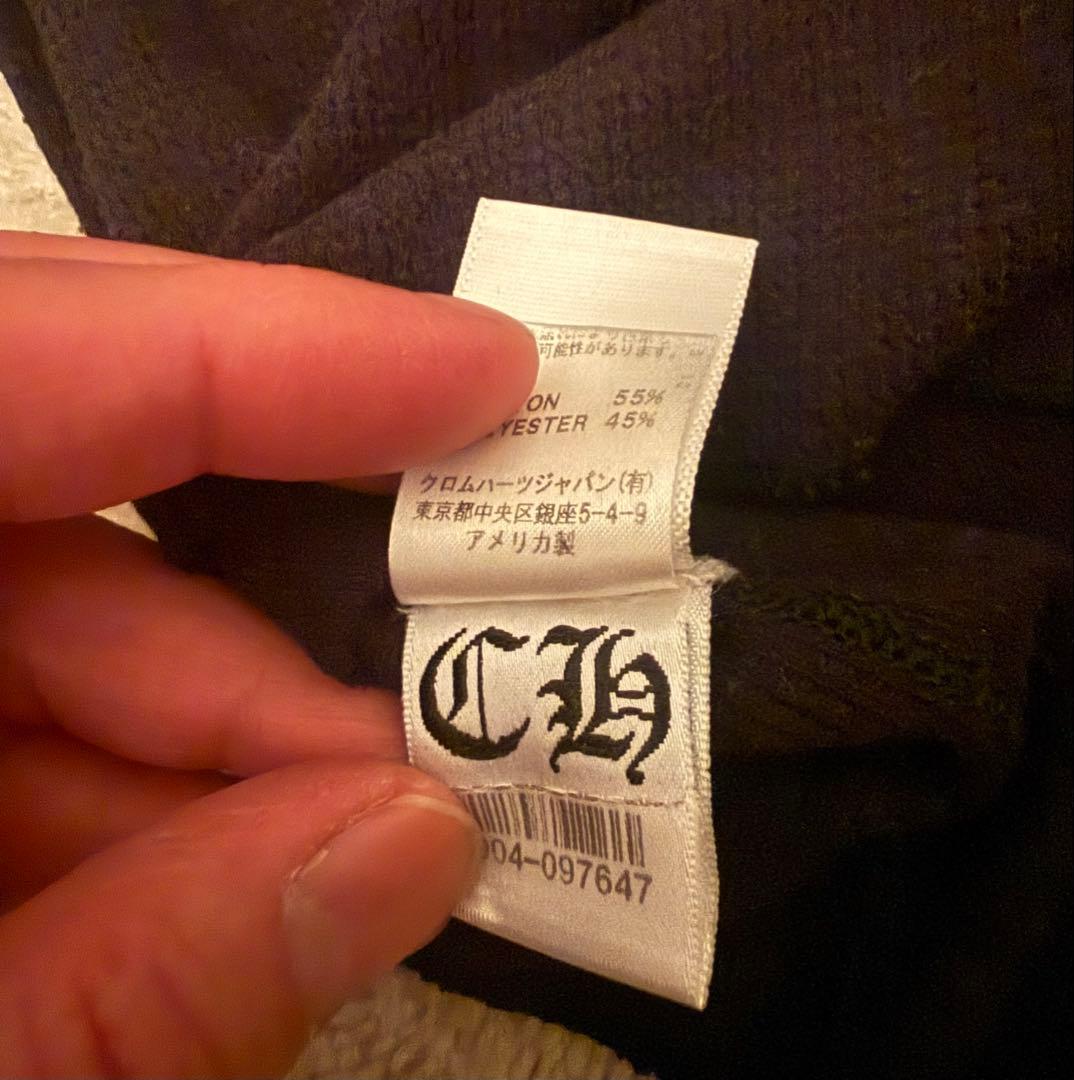 可能性があります。
ON 55%
YESTER 45%
クロムハーツジャパン(有)
東京都中央区銀座5-4-9
アメリカ製
CH
004-097647